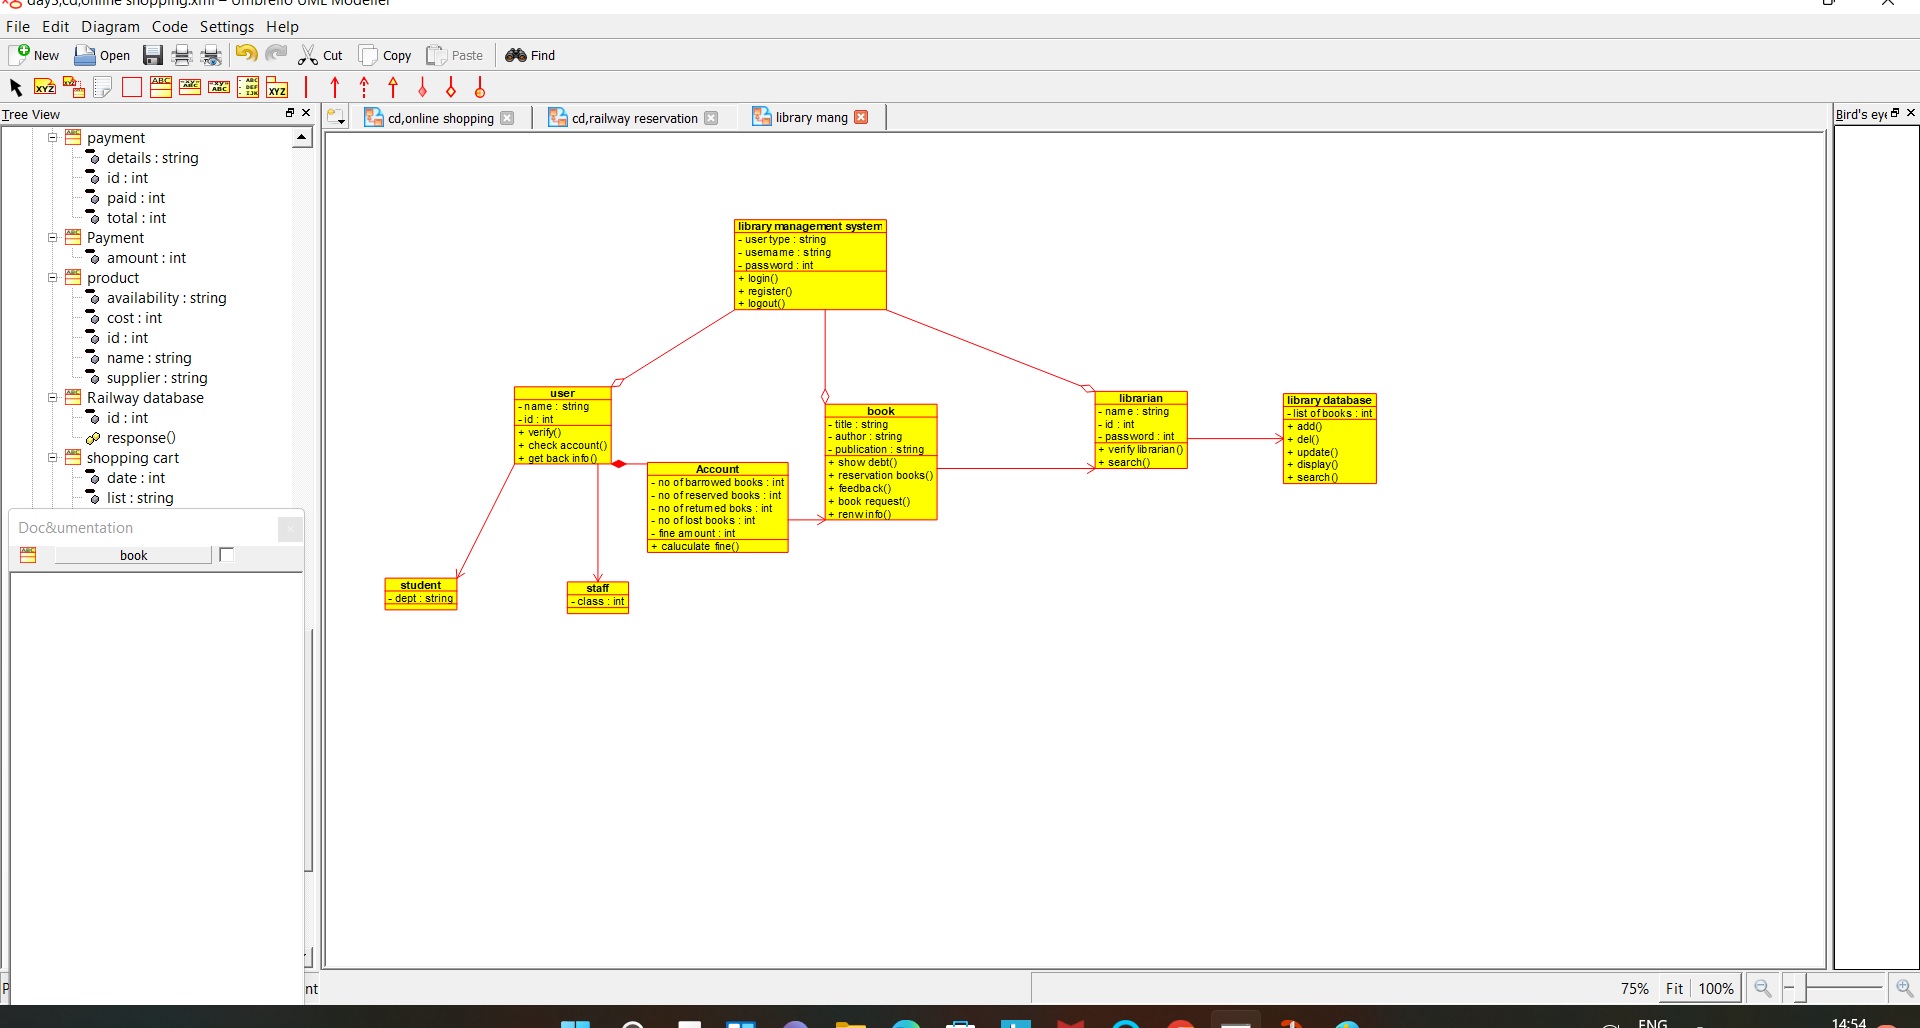 day3,cd,online shopping.xmi – Umbrello UML Modeller
File Edit Diagram Code Settings Help
New Open Cut Copy Paste Find
Tree View
cd,online shopping
cd,railway reservation
library mang
Bird's eye
payment
details : string
id : int
paid : int
total : int
Payment
amount : int
product
availability : string
cost : int
id : int
name : string
supplier : string
Railway database
id : int
response()
shopping cart
date : int
list : string
Doc&umentation
book
library management system
- user type : string
- username : string
- password : int
+ login()
+ register()
+ logout()
user
- name : string
- id : int
+ verify()
+ check account()
+ get back info()
Account
- no of barrowed books : int
- no of reserved books : int
- no of returned boks : int
- no of lost books : int
- fine amount : int
+ caluculate fine()
book
- title : string
- author : string
- publication : string
+ show debt()
+ reservation books()
+ feedback()
+ book request()
+ renw info()
librarian
- name : string
- id : int
- password : int
+ verify librarian()
+ search()
library database
- list of books : int
+ add()
+ del()
+ update()
+ display()
+ search()
student
- dept : string
staff
- class : int
nt
75% Fit 100%
ENG
14:54